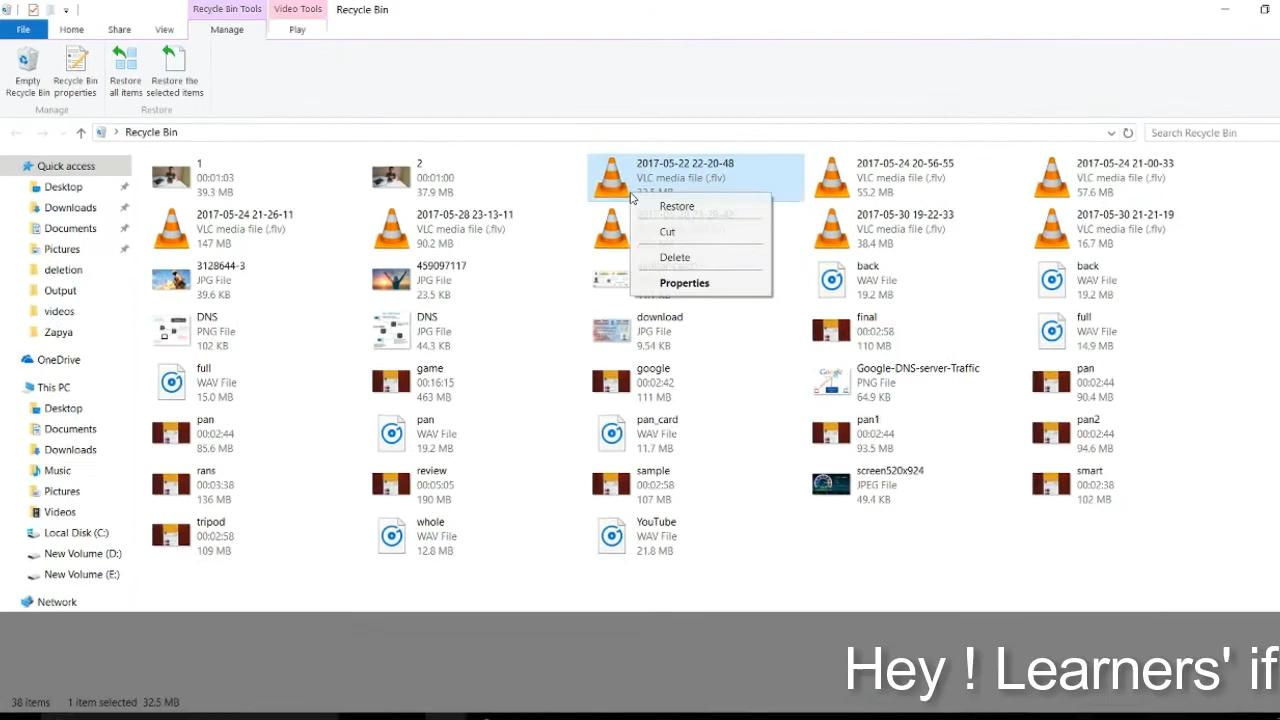 Recycle Bin Tools
Video Tools
Recycle Bin
File
Home
Share
View
Manage
Play
Empty
Recycle Bin
Recycle Bin
properties
Restore
all items
Restore the
selected items
Manage
Restore
Recycle Bin
Search Recycle Bin
Quick access
Desktop
Downloads
Documents
Pictures
deletion
Output
videos
Zapya
OneDrive
This PC
Desktop
Documents
Downloads
Music
Pictures
Videos
Local Disk (C:)
New Volume (D:)
New Volume (E:)
Network
1
00:01:03
39.3 MB
2
00:01:00
37.9 MB
2017-05-22 22-20-48
VLC media file (.flv)
32.5 MB
2017-05-24 20-56-55
VLC media file (.flv)
55.2 MB
2017-05-24 21-00-33
VLC media file (.flv)
57.6 MB
2017-05-24 21-26-11
VLC media file (.flv)
147 MB
2017-05-28 23-13-11
VLC media file (.flv)
90.2 MB
Restore
Cut
Delete
Properties
2017-05-30 19-22-33
VLC media file (.flv)
38.4 MB
2017-05-30 21-21-19
VLC media file (.flv)
16.7 MB
3128644-3
JPG File
39.6 KB
459097117
JPG File
23.5 KB
back
WAV File
19.2 MB
back
WAV File
19.2 MB
DNS
PNG File
102 KB
DNS
JPG File
44.3 KB
download
JPG File
9.54 KB
final
00:02:58
110 MB
full
WAV File
14.9 MB
full
WAV File
15.0 MB
game
00:16:15
463 MB
google
00:02:42
111 MB
Google-DNS-server-Traffic
PNG File
64.9 KB
pan
00:02:44
90.4 MB
pan
00:02:44
85.6 MB
pan
WAV File
19.2 MB
pan_card
WAV File
11.7 MB
pan1
00:02:44
93.5 MB
pan2
00:02:44
94.6 MB
rans
00:03:38
136 MB
review
00:05:05
190 MB
sample
00:02:58
107 MB
screen520x924
JPEG File
49.4 KB
smart
00:02:38
102 MB
tripod
00:02:58
109 MB
whole
WAV File
12.8 MB
YouTube
WAV File
21.8 MB
Hey ! Learners' if
38 items
1 item selected 32.5 MB